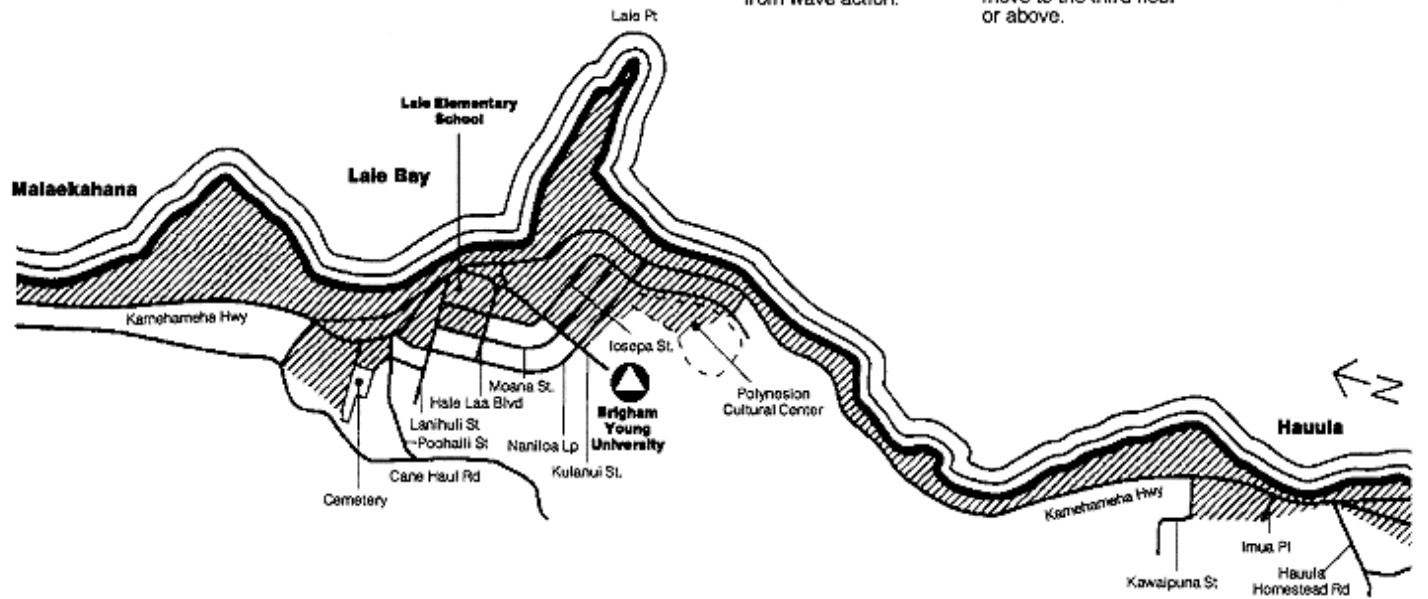 from wave action.
move to the third floor
or above.
Laie Pt
Laie Elementary
School
Laie Bay
Malaekahana
Kamehameha Hwy
Iosepa St.
Moana St.
Hale Laa Blvd
Lanihuli St
Poohaili St
Naniloa Lp
Kulanui St.
Brigham
Young
University
Polynesian
Cultural Center
Cane Haul Rd
Cemetery
N
Hauula
Kamehameha Hwy
Imua Pl
Kawaipuna St
Hauula
Homestead Rd